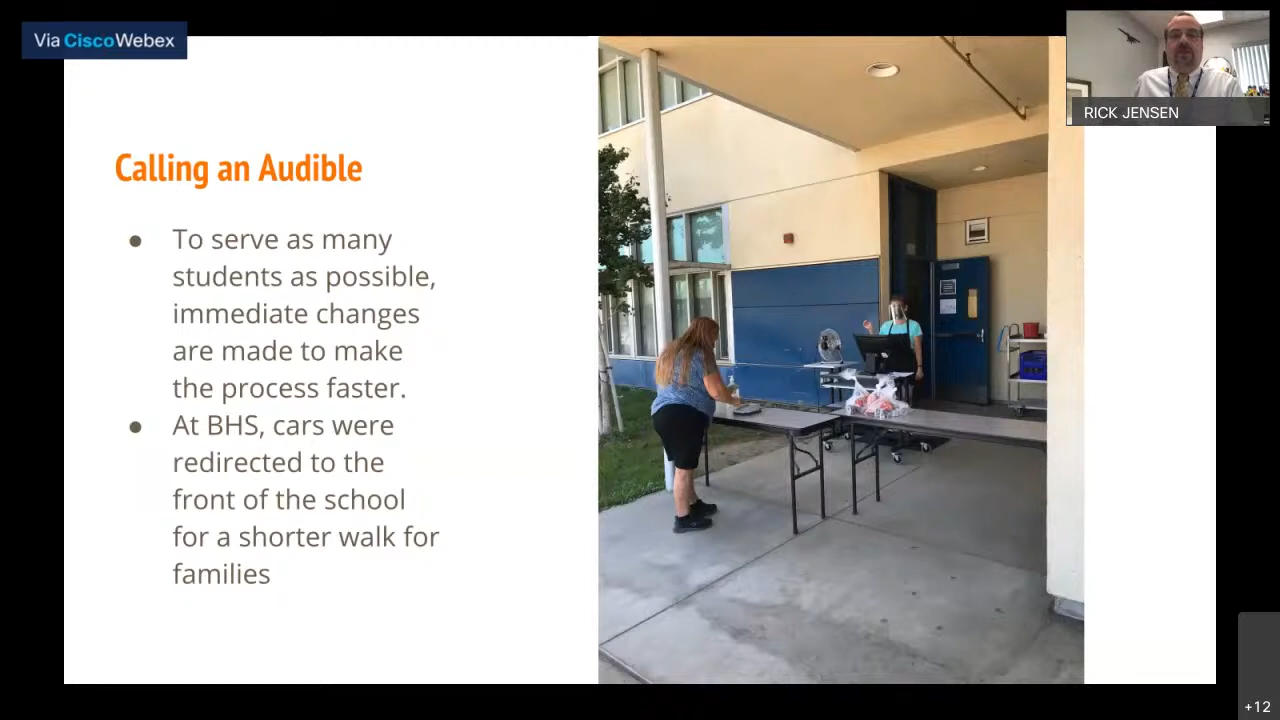 Via CiscoWebex
RICK JENSEN
Calling an Audible
● To serve as many
students as possible,
immediate changes
are made to make
the process faster.
● At BHS, cars were
redirected to the
front of the school
for a shorter walk for
families
+12